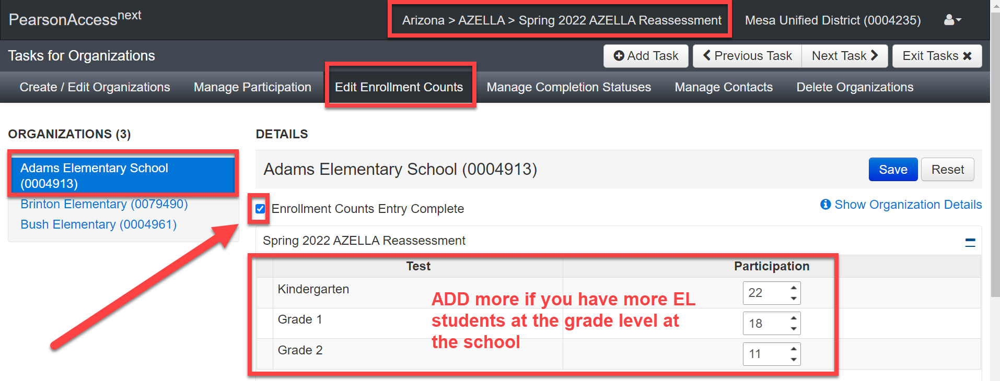 PearsonAccessnext
Arizona > AZELLA > Spring 2022 AZELLA Reassessment
Mesa Unified District (0004235)
Tasks for Organizations
Add Task
Previous Task
Next Task
Exit Tasks
Create / Edit Organizations
Manage Participation
Edit Enrollment Counts
Manage Completion Statuses
Manage Contacts
Delete Organizations
ORGANIZATIONS (3)
Adams Elementary School
(0004913)
Brinton Elementary (0079490)
Bush Elementary (0004961)
DETAILS
Adams Elementary School (0004913)
Save
Reset
Enrollment Counts Entry Complete
Show Organization Details
Spring 2022 AZELLA Reassessment
Test
Participation
Kindergarten
22
Grade 1
18
Grade 2
11
ADD more if you have more EL
students at the grade level at
the school